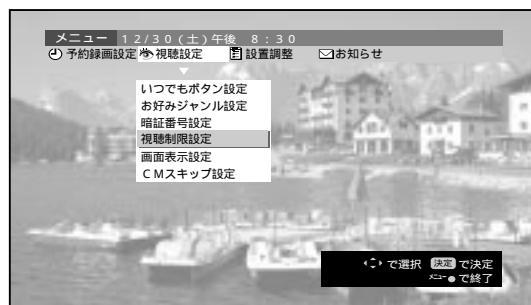 メニュー 12/30(土)午後 8:30
予約録画設定 視聴設定 設置調整 お知らせ
いつでもボタン設定
お好みジャンル設定
暗証番号設定
視聴制限設定
画面表示設定
CMスキップ設定
で選択 決定 で決定
メニュー で終了